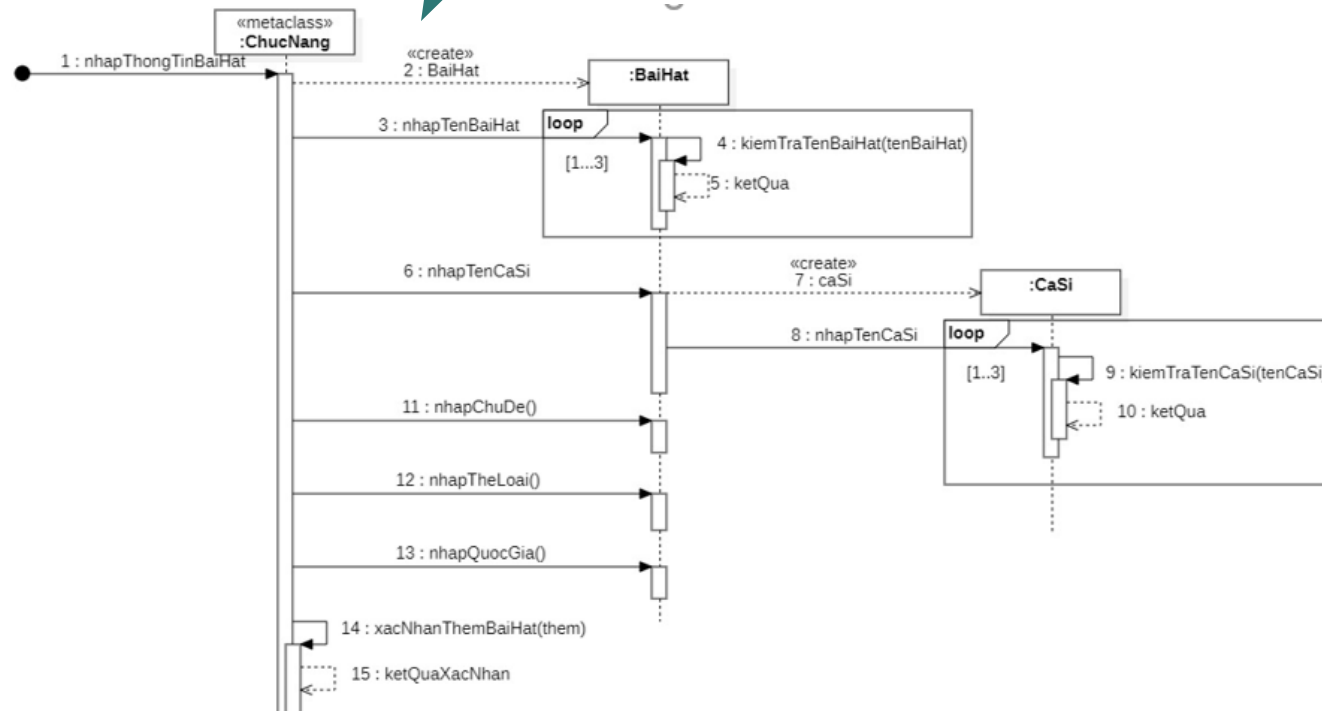 «metaclass»
:ChucNang
1 : nhapThongTinBaiHat
«create»
2 : BaiHat
:BaiHat
3 : nhapTenBaiHat
loop
[1...3]
4 : kiemTraTenBaiHat(tenBaiHat)
5 : ketQua
6 : nhapTenCaSi
«create»
7 : caSi
:CaSi
8 : nhapTenCaSi
loop
[1..3]
9 : kiemTraTenCaSi(tenCaSi
10 : ketQua
11 : nhapChuDe()
12 : nhapTheLoai()
13 : nhapQuocGia()
14 : xacNhanThemBaiHat(them)
15 : ketQuaXacNhan